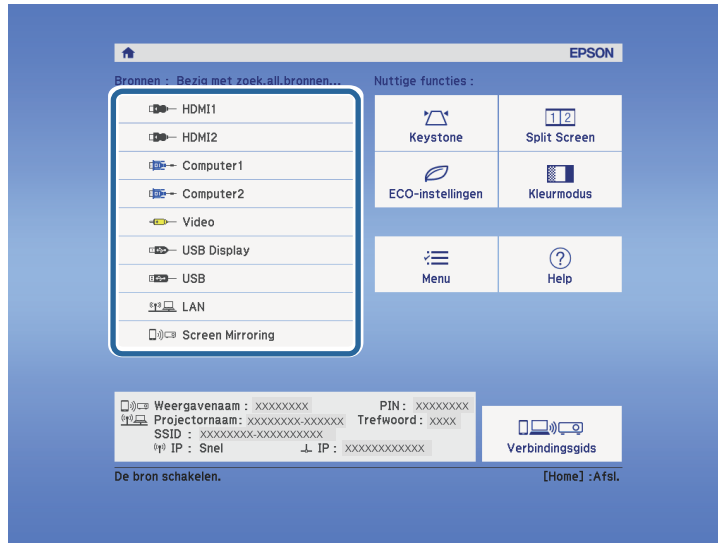 EPSON
Bronnen : Bezig met zoek.all.bronnen...
HDMI1
HDMI2
Computer1
Computer2
Video
USB Display
USB
LAN
Screen Mirroring
Nuttige functies :
Keystone
1 2
Split Screen
ECO-instellingen
Kleurmodus
Menu
?
Help
Weergavenaam : XXXXXXXX PIN : XXXXXXXX
Projectornaam: XXXXXXXX-XXXXXX Trefwoord : XXXX
SSID : XXXXXXXX-XXXXXXXXXX
IP : Snel IP : XXXXXXXXXXXX
Verbindingsgids
De bron schakelen. [Home] :Afsl.